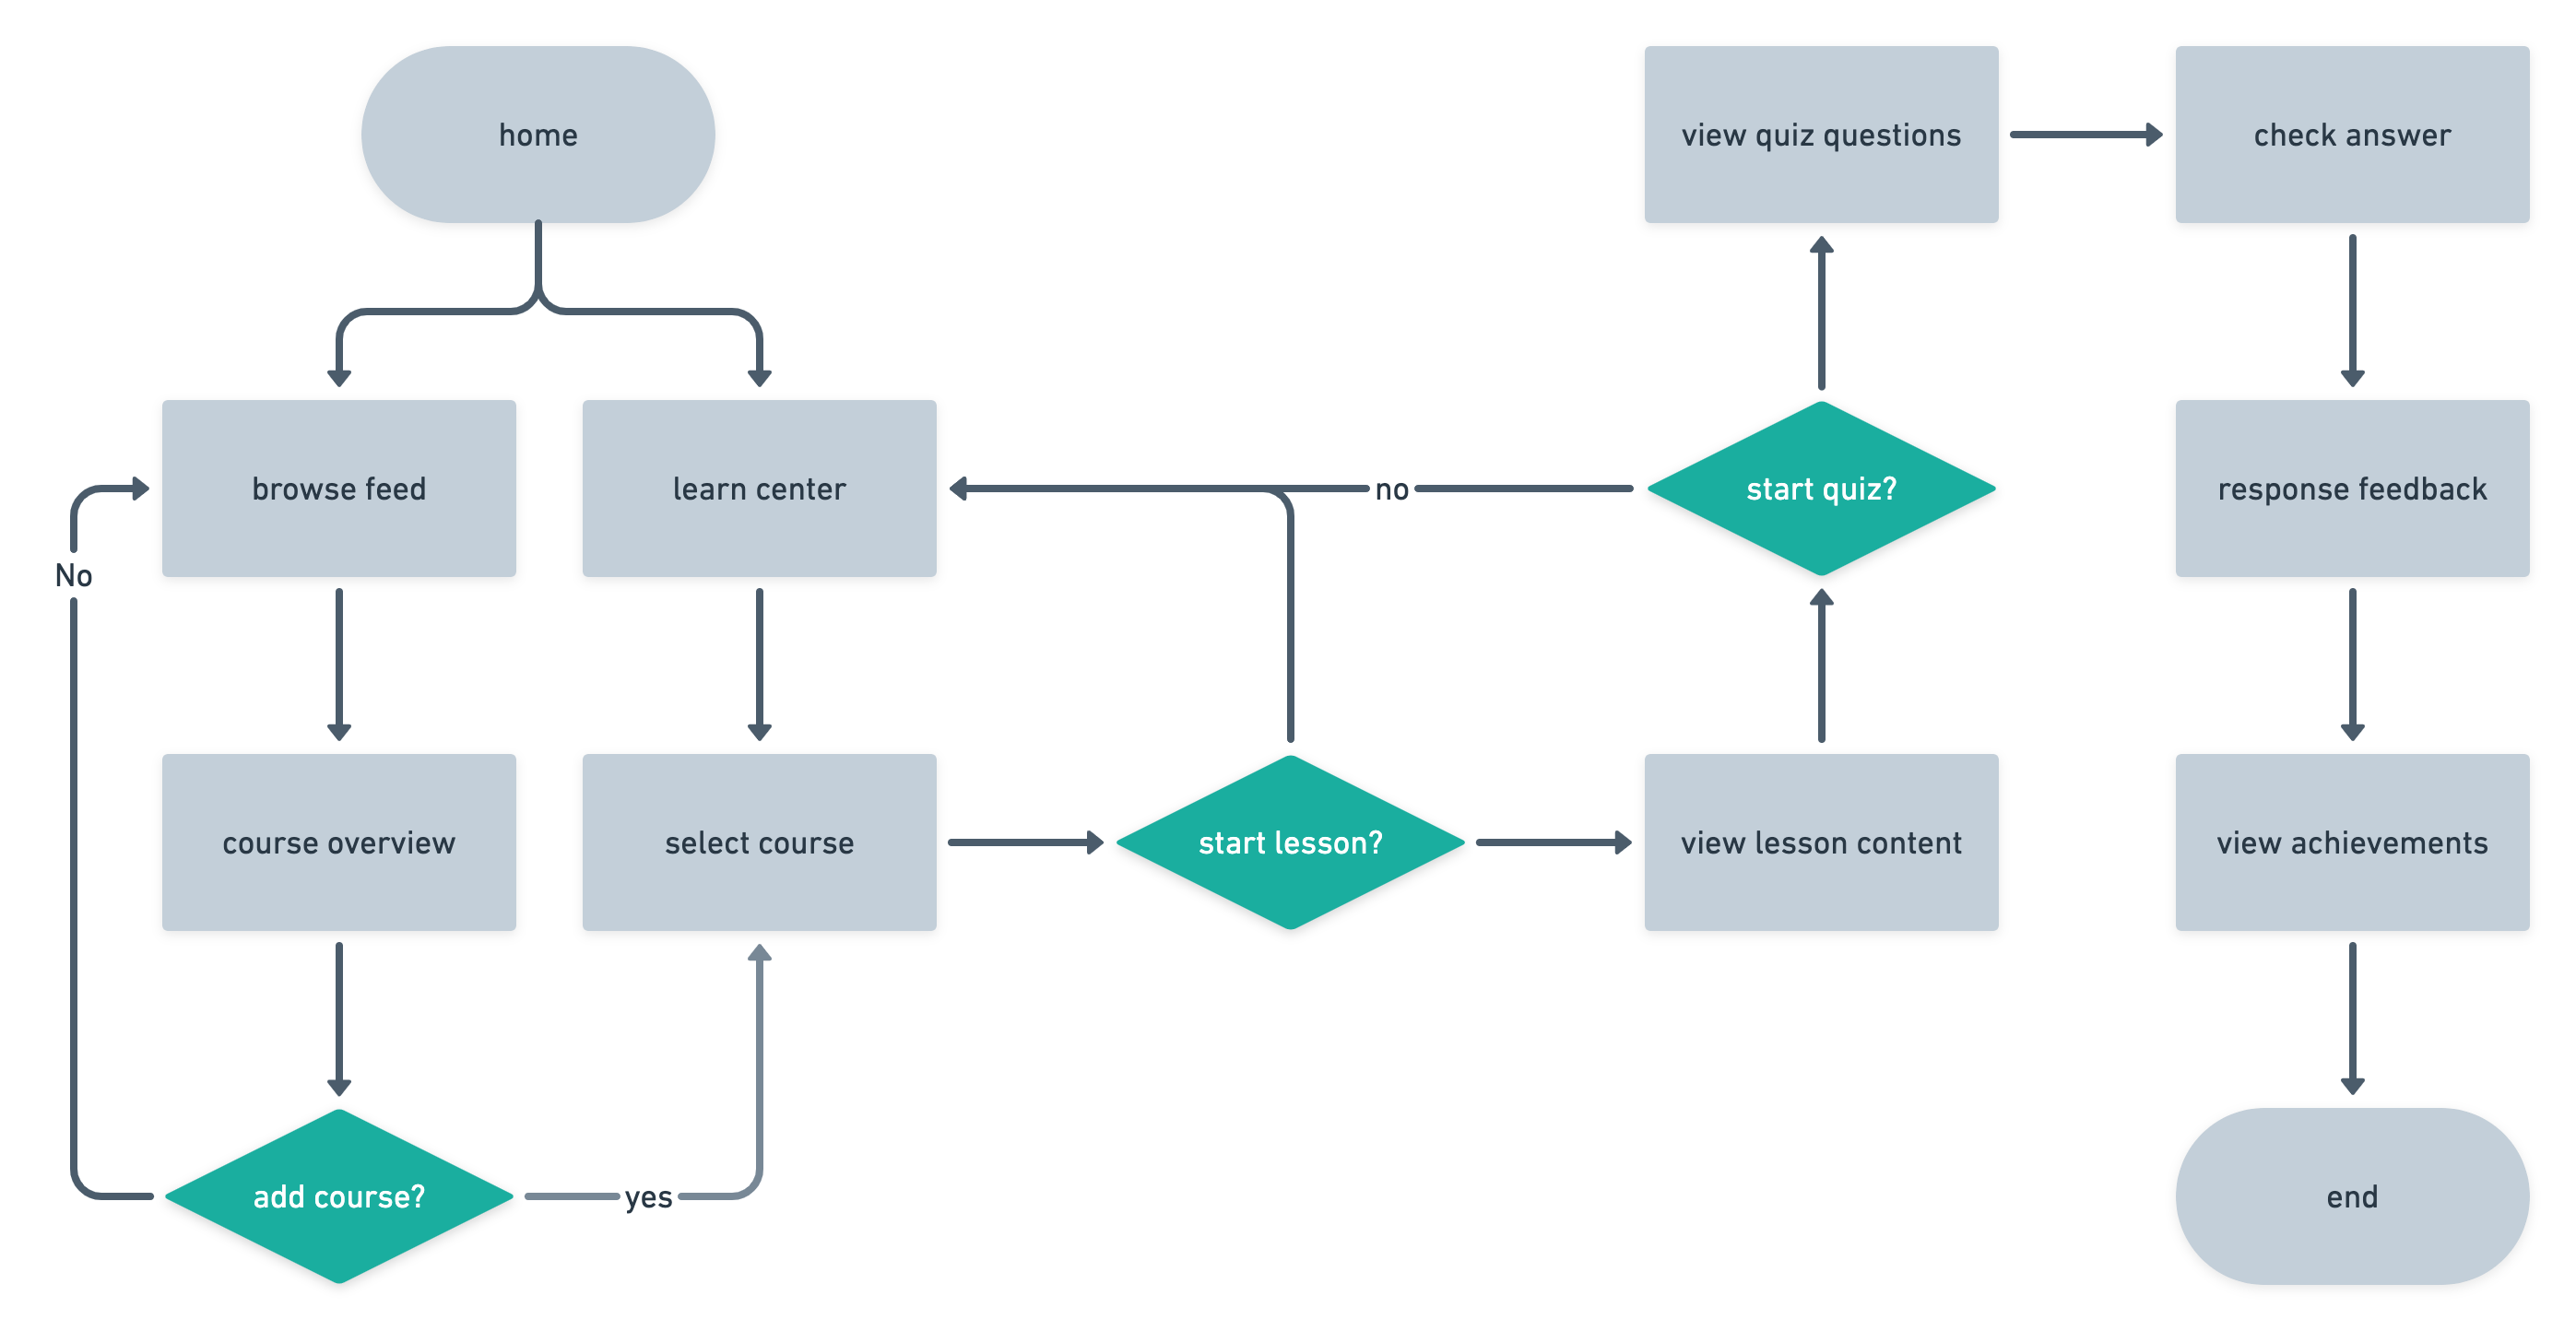 home
view quiz questions
check answer
browse feed
learn center
no
start quiz?
response feedback
No
course overview
select course
start lesson?
view lesson content
view achievements
add course?
yes
end